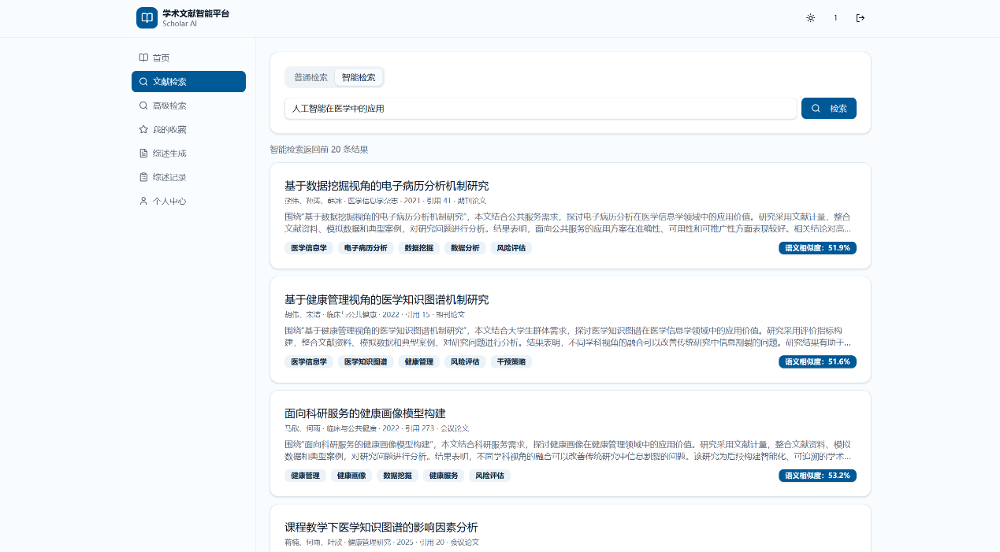 学术文献智能平台
Scholar AI
1
首页
文献检索
高级检索
我的收藏
综述生成
综述记录
个人中心
普通检索 智能检索
人工智能在医学中的应用
检索
智能检索返回前 20 条结果
基于数据挖掘视角的电子病历分析机制研究
熊伟、孙涛、韩冰 · 医学信息学杂志 · 2021 · 引用 41 · 期刊论文
围绕“基于数据挖掘视角的电子病历分析机制研究”，本文结合公共服务需求，探讨电子病历分析在医学信息学领域中的应用价值。研究采用文献计量，整合
文献资料、模拟数据和典型案例，对研究问题进行分析。结果表明，面向公共服务的应用方案在准确性、可用性和可推广性方面表现较好。相关结论对高...
医学信息学 电子病历分析 数据挖掘 数据分析 风险评估 语义相似度：51.9%
基于健康管理视角的医学知识图谱机制研究
胡伟、宋洁 · 临床与公共健康 · 2022 · 引用 15 · 期刊论文
围绕“基于健康管理视角的医学知识图谱机制研究”，本文结合大学生群体需求，探讨医学知识图谱在医学信息学领域中的应用价值。研究采用评价指标构
建，整合文献资料、模拟数据和典型案例，对研究问题进行分析。结果表明，不同学科视角的融合可以改善传统研究中信息割裂的问题。研究结果有助于...
医学信息学 医学知识图谱 健康管理 风险评估 干预策略 语义相似度：51.6%
面向科研服务的健康画像模型构建
马欣、何雨 · 临床与公共健康 · 2022 · 引用 273 · 会议论文
围绕“面向科研服务的健康画像模型构建”，本文结合科研服务需求，探讨健康画像在健康管理领域中的应用价值。研究采用文献计量，整合文献资料、模拟
数据和典型案例，对研究问题进行分析。结果表明，不同学科视角的融合可以改善传统研究中信息割裂的问题。该研究为后续构建智能化、可追溯的学术...
健康管理 健康画像 数据挖掘 健康服务 风险评估 语义相似度：53.2%
课程教学下医学知识图谱的影响因素分析
蒋楠、何雨、叶欣 · 健康管理研究 · 2025 · 引用 20 · 会议论文